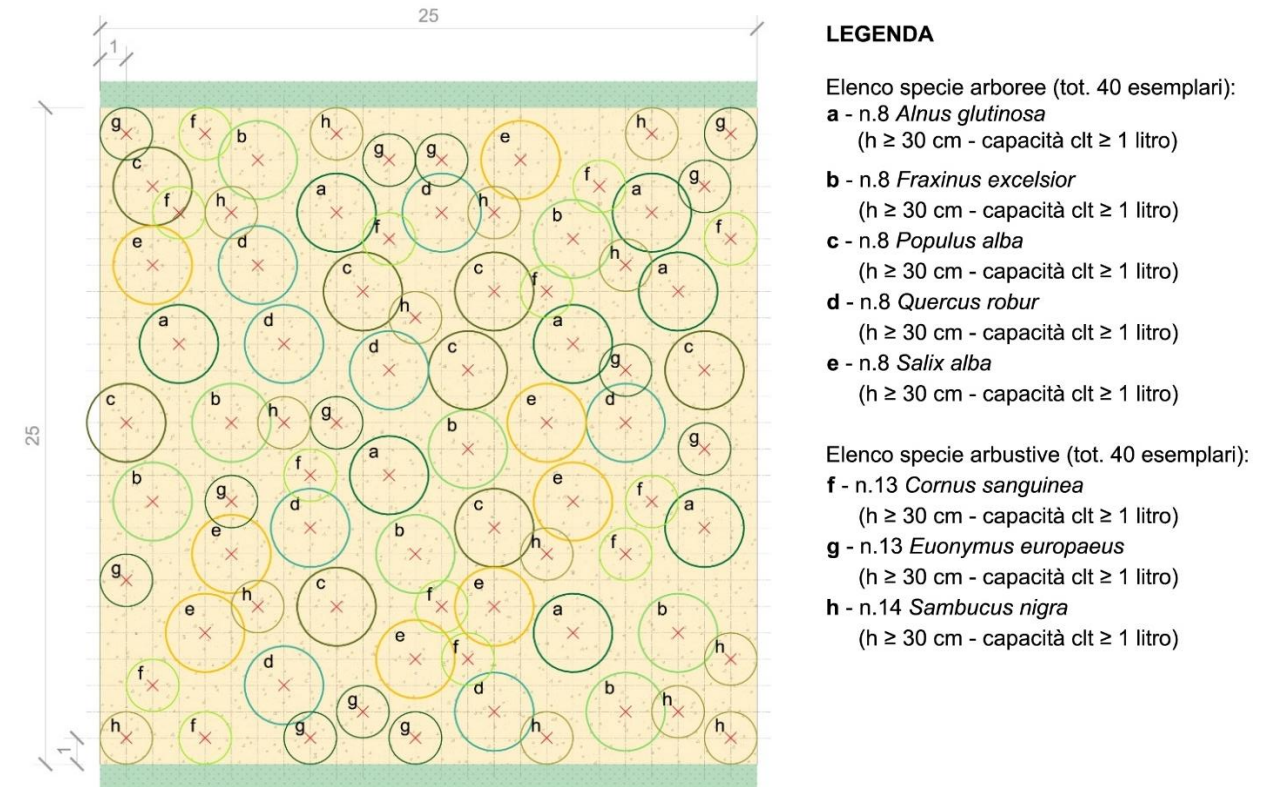 25
1
g f b h e h g
c g g
f h a d h b f a g
e d f h f
c c f a
h
a d a
d c g c
c b h g e d
25
b g
f a
b g e f a
d c
e b h f
g
h c f e
e a b
e f h
f d
g d b h
h f g g h h
1
LEGENDA
Elenco specie arboree (tot. 40 esemplari):
a - n.8 Alnus glutinosa
(h ≥ 30 cm - capacità clt ≥ 1 litro)
b - n.8 Fraxinus excelsior
(h ≥ 30 cm - capacità clt ≥ 1 litro)
c - n.8 Populus alba
(h ≥ 30 cm - capacità clt ≥ 1 litro)
d - n.8 Quercus robur
(h ≥ 30 cm - capacità clt ≥ 1 litro)
e - n.8 Salix alba
(h ≥ 30 cm - capacità clt ≥ 1 litro)
Elenco specie arbustive (tot. 40 esemplari):
f - n.13 Cornus sanguinea
(h ≥ 30 cm - capacità clt ≥ 1 litro)
g - n.13 Euonymus europaeus
(h ≥ 30 cm - capacità clt ≥ 1 litro)
h - n.14 Sambucus nigra
(h ≥ 30 cm - capacità clt ≥ 1 litro)